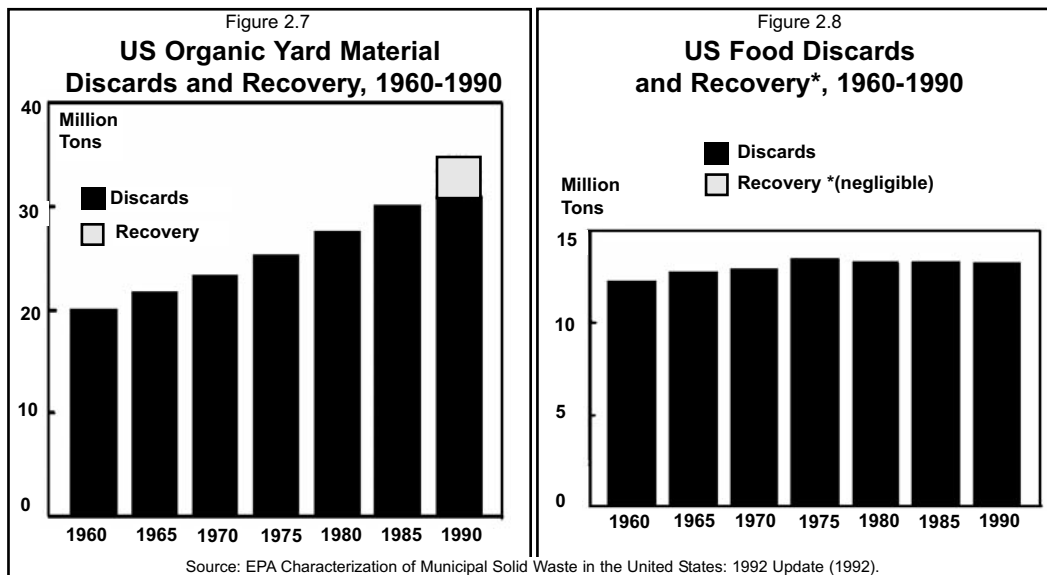 Figure 2.7
US Organic Yard Material
Discards and Recovery, 1960-1990
40
Million
Tons
Discards
30
Recovery
20
10
0
1960 1965 1970 1975 1980 1985 1990
Figure 2.8
US Food Discards
and Recovery*, 1960-1990
Discards
Recovery *(negligible)
Million
Tons
15
10
5
0
1960 1965 1970 1975 1980 1985 1990
Source: EPA Characterization of Municipal Solid Waste in the United States: 1992 Update (1992).